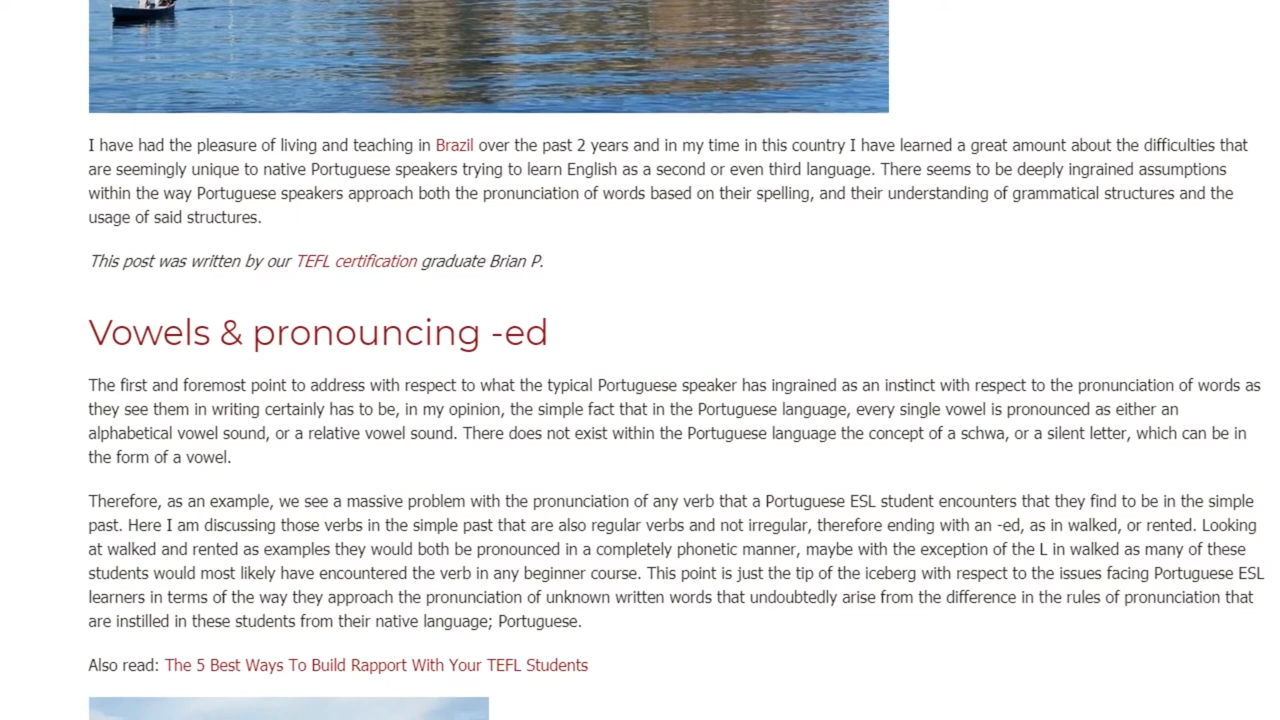 I have had the pleasure of living and teaching in Brazil over the past 2 years and in my time in this country I have learned a great amount about the difficulties that
are seemingly unique to native Portuguese speakers trying to learn English as a second or even third language. There seems to be deeply ingrained assumptions
within the way Portuguese speakers approach both the pronunciation of words based on their spelling, and their understanding of grammatical structures and the
usage of said structures.
This post was written by our TEFL certification graduate Brian P.
Vowels & pronouncing -ed
The first and foremost point to address with respect to what the typical Portuguese speaker has ingrained as an instinct with respect to the pronunciation of words as
they see them in writing certainly has to be, in my opinion, the simple fact that in the Portuguese language, every single vowel is pronounced as either an
alphabetical vowel sound, or a relative vowel sound. There does not exist within the Portuguese language the concept of a schwa, or a silent letter, which can be in
the form of a vowel.
Therefore, as an example, we see a massive problem with the pronunciation of any verb that a Portuguese ESL student encounters that they find to be in the simple
past. Here I am discussing those verbs in the simple past that are also regular verbs and not irregular, therefore ending with an -ed, as in walked, or rented. Looking
at walked and rented as examples they would both be pronounced in a completely phonetic manner, maybe with the exception of the L in walked as many of these
students would most likely have encountered the verb in any beginner course. This point is just the tip of the iceberg with respect to the issues facing Portuguese ESL
learners in terms of the way they approach the pronunciation of unknown written words that undoubtedly arise from the difference in the rules of pronunciation that
are instilled in these students from their native language; Portuguese.
Also read: The 5 Best Ways To Build Rapport With Your TEFL Students